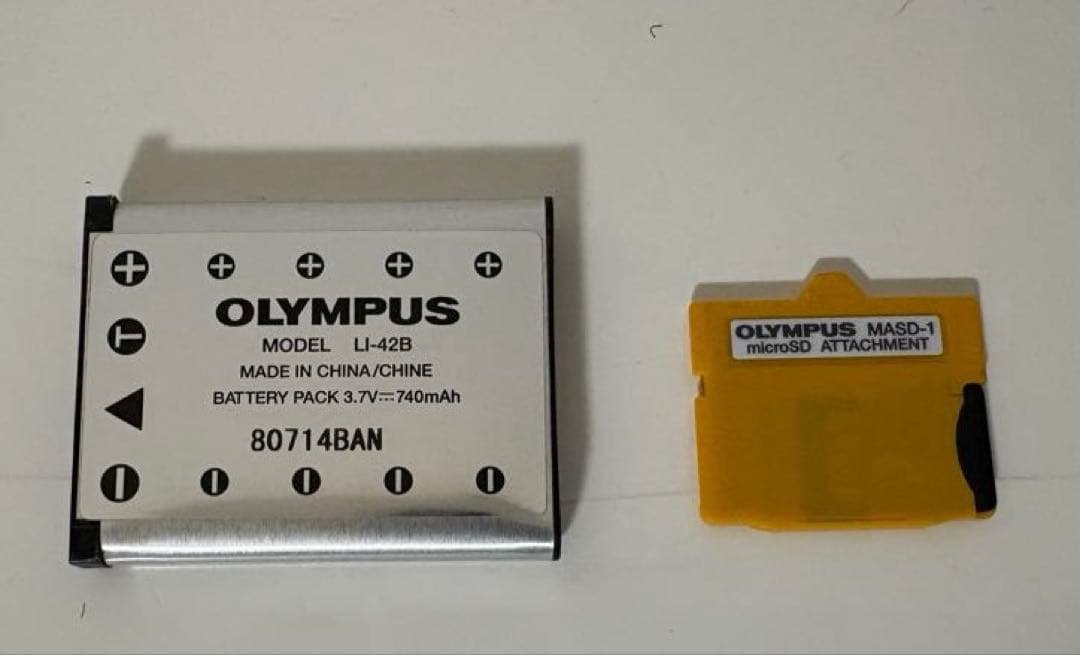 OLYMPUS
MODEL LI-42B
MADE IN CHINA/CHINE
BATTERY PACK 3.7V⎓740mAh
80714BAN
OLYMPUS MASD-1
microSD ATTACHMENT